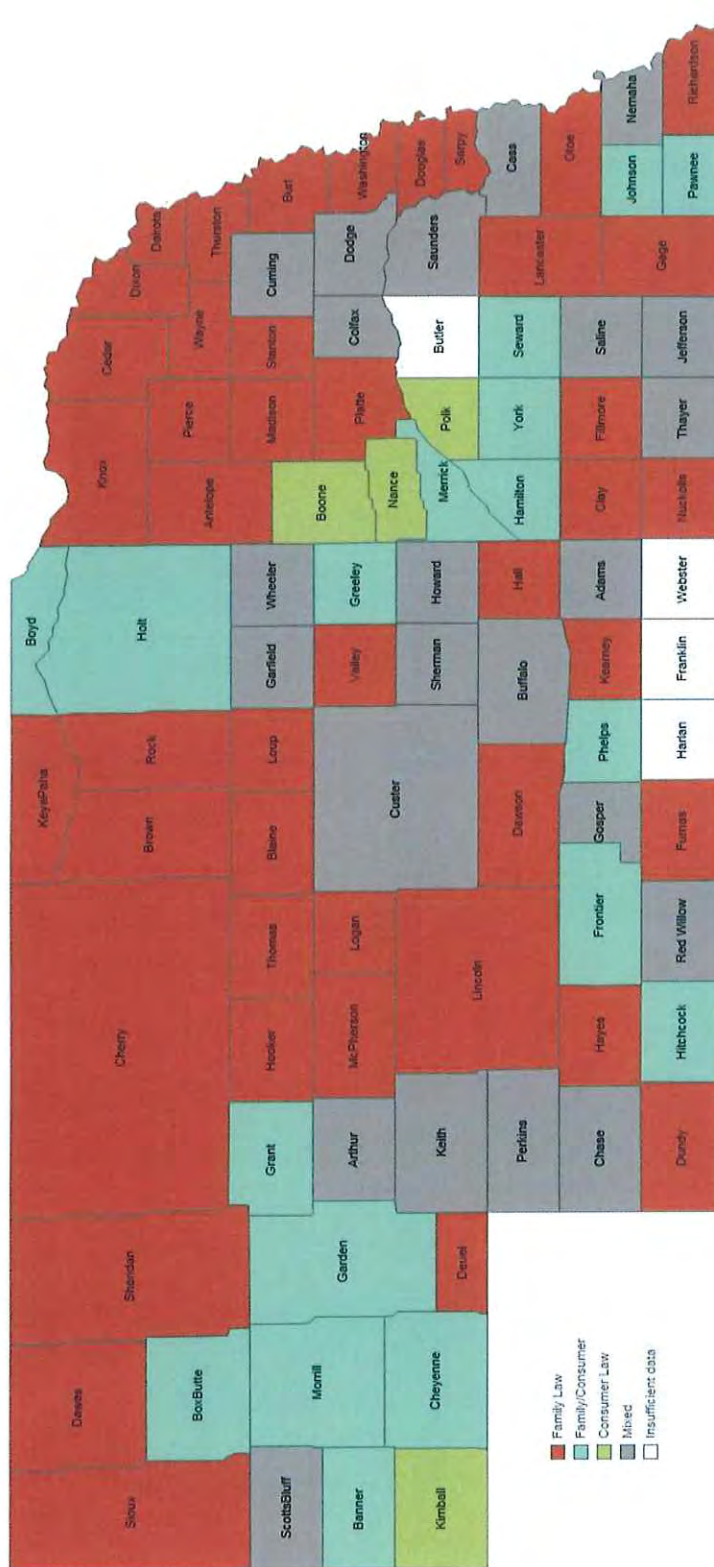 Sioux
Dawes
Sheridan
Cherry
KeyaPaha
Boyd
BoxButte
Brown
Rock
Holt
Knox
Cedar
Dixon
Dakota
Antelope
Pierce
Wayne
Thurston
ScottsBluff
Morrill
Garden
Grant
Hooker
Thomas
Blaine
Loup
Garfield
Wheeler
Boone
Madison
Stanton
Cuming
Burt
Banner
Arthur
McPherson
Logan
Custer
Valley
Greeley
Nance
Platte
Colfax
Dodge
Washington
Kimball
Cheyenne
Deuel
Keith
Lincoln
Sherman
Howard
Merrick
Polk
Butler
Saunders
Douglas
Sarpy
Perkins
Dawson
Buffalo
Hall
Hamilton
York
Seward
Lancaster
Cass
Otoe
Chase
Hayes
Frontier
Gosper
Phelps
Kearney
Adams
Clay
Fillmore
Saline
Gage
Johnson
Nemaha
Dundy
Hitchcock
Red Willow
Furnas
Harlan
Franklin
Webster
Nuckolls
Thayer
Jefferson
Pawnee
Richardson
Family Law
Family/Consumer
Consumer Law
Mixed
Insufficient data